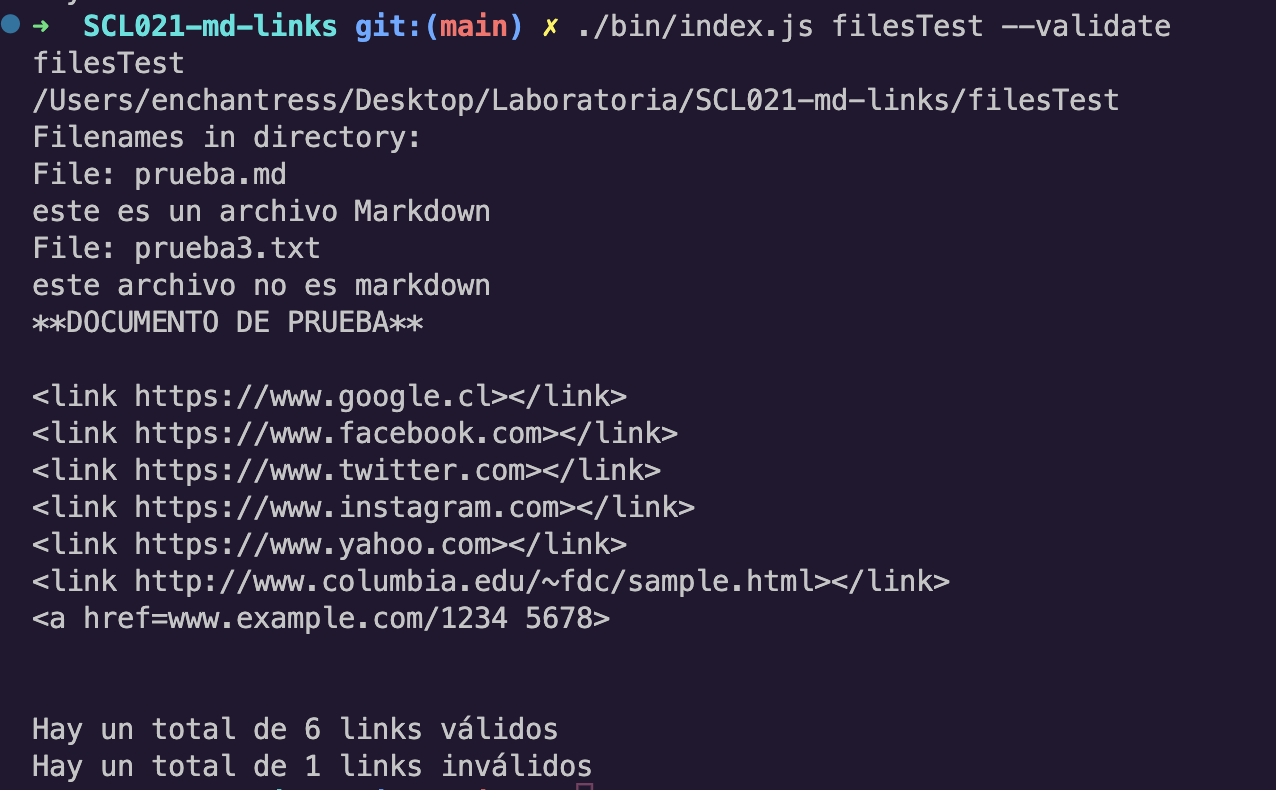 ➜ SCL021-md-links git:(main) ✗ ./bin/index.js filesTest --validate
filesTest
/Users/enchantress/Desktop/Laboratoria/SCL021-md-links/filesTest
Filenames in directory:
File: prueba.md
este es un archivo Markdown
File: prueba3.txt
este archivo no es markdown
**DOCUMENTO DE PRUEBA**
<link https://www.google.cl></link>
<link https://www.facebook.com></link>
<link https://www.twitter.com></link>
<link https://www.instagram.com></link>
<link https://www.yahoo.com></link>
<link http://www.columbia.edu/~fdc/sample.html></link>
<a href=www.example.com/1234 5678>
Hay un total de 6 links válidos
Hay un total de 1 links inválidos